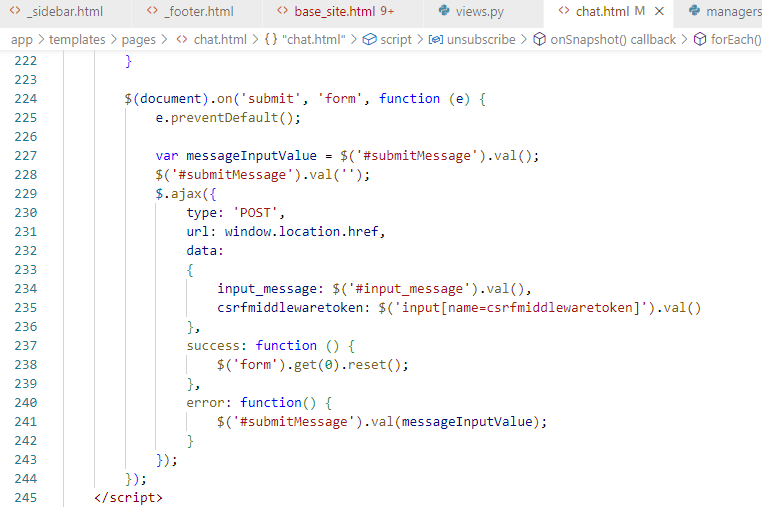 _sidebar.html _footer.html base_site.html 9+ views.py chat.html M managers
app > templates > pages > chat.html > {} "chat.html" > script > unsubscribe > onSnapshot() callback > forEach()
222 }
223
224 $(document).on('submit', 'form', function (e) {
225 e.preventDefault();
226
227 var messageInputValue = $('#submitMessage').val();
228 $('#submitMessage').val('');
229 $.ajax({
230 type: 'POST',
231 url: window.location.href,
232 data:
233 {
234 input_message: $('#input_message').val(),
235 csrfmiddlewaretoken: $('input[name=csrfmiddlewaretoken]').val()
236 },
237 success: function () {
238 $('form').get(0).reset();
239 },
240 error: function() {
241 $('#submitMessage').val(messageInputValue);
242 }
243 });
244 });
245 </script>